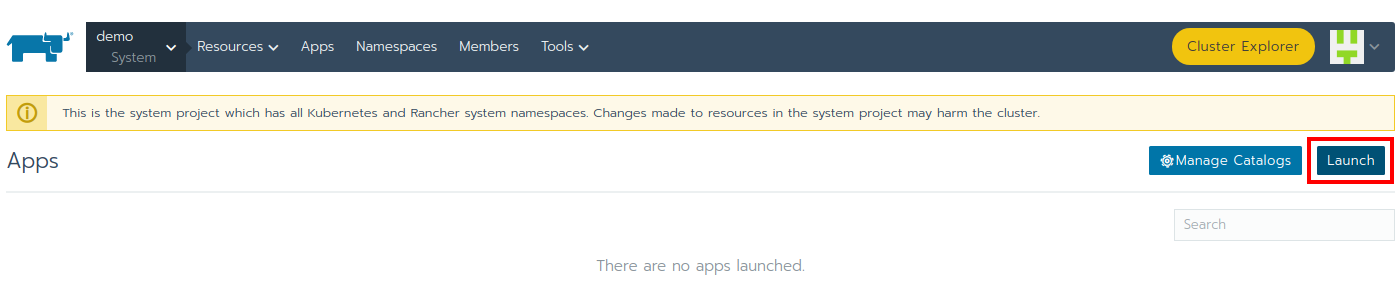 demo
System
Resources Apps Namespaces Members Tools Cluster Explorer
This is the system project which has all Kubernetes and Rancher system namespaces. Changes made to resources in the system project may harm the cluster.
Apps Manage Catalogs Launch
Search
There are no apps launched.